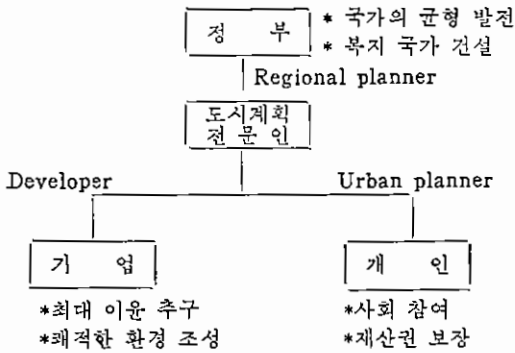 정 부
* 국가의 균형 발전
* 복지 국가 건설
Regional planner
도시계획
전 문 인
Developer
Urban planner
기 업
개 인
*최대 이윤 추구
*쾌적한 환경 조성
*사회 참여
*재산권 보장